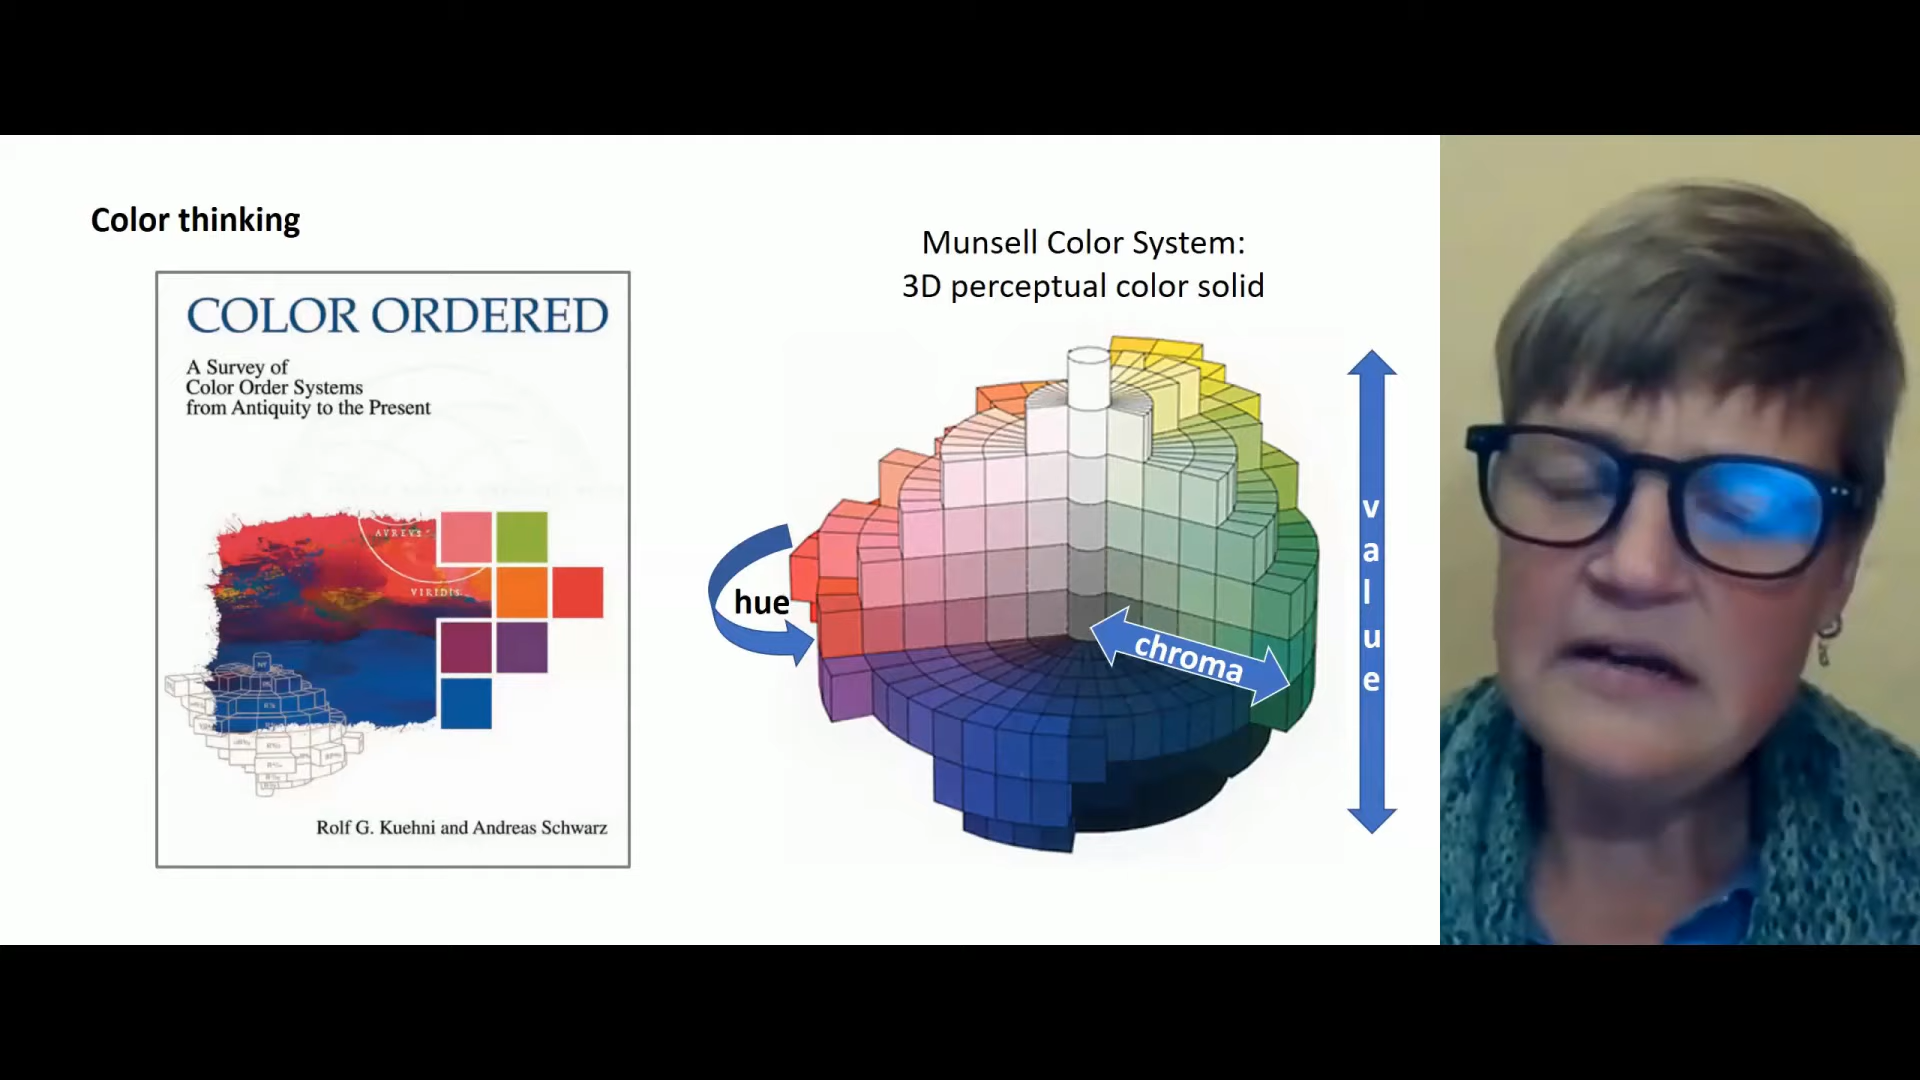 Color thinking
COLOR ORDERED
A Survey of
Color Order Systems
from Antiquity to the Present
AVREVS
VIRIDIS
Rolf G. Kuehni and Andreas Schwarz
Munsell Color System:
3D perceptual color solid
hue
chroma
value